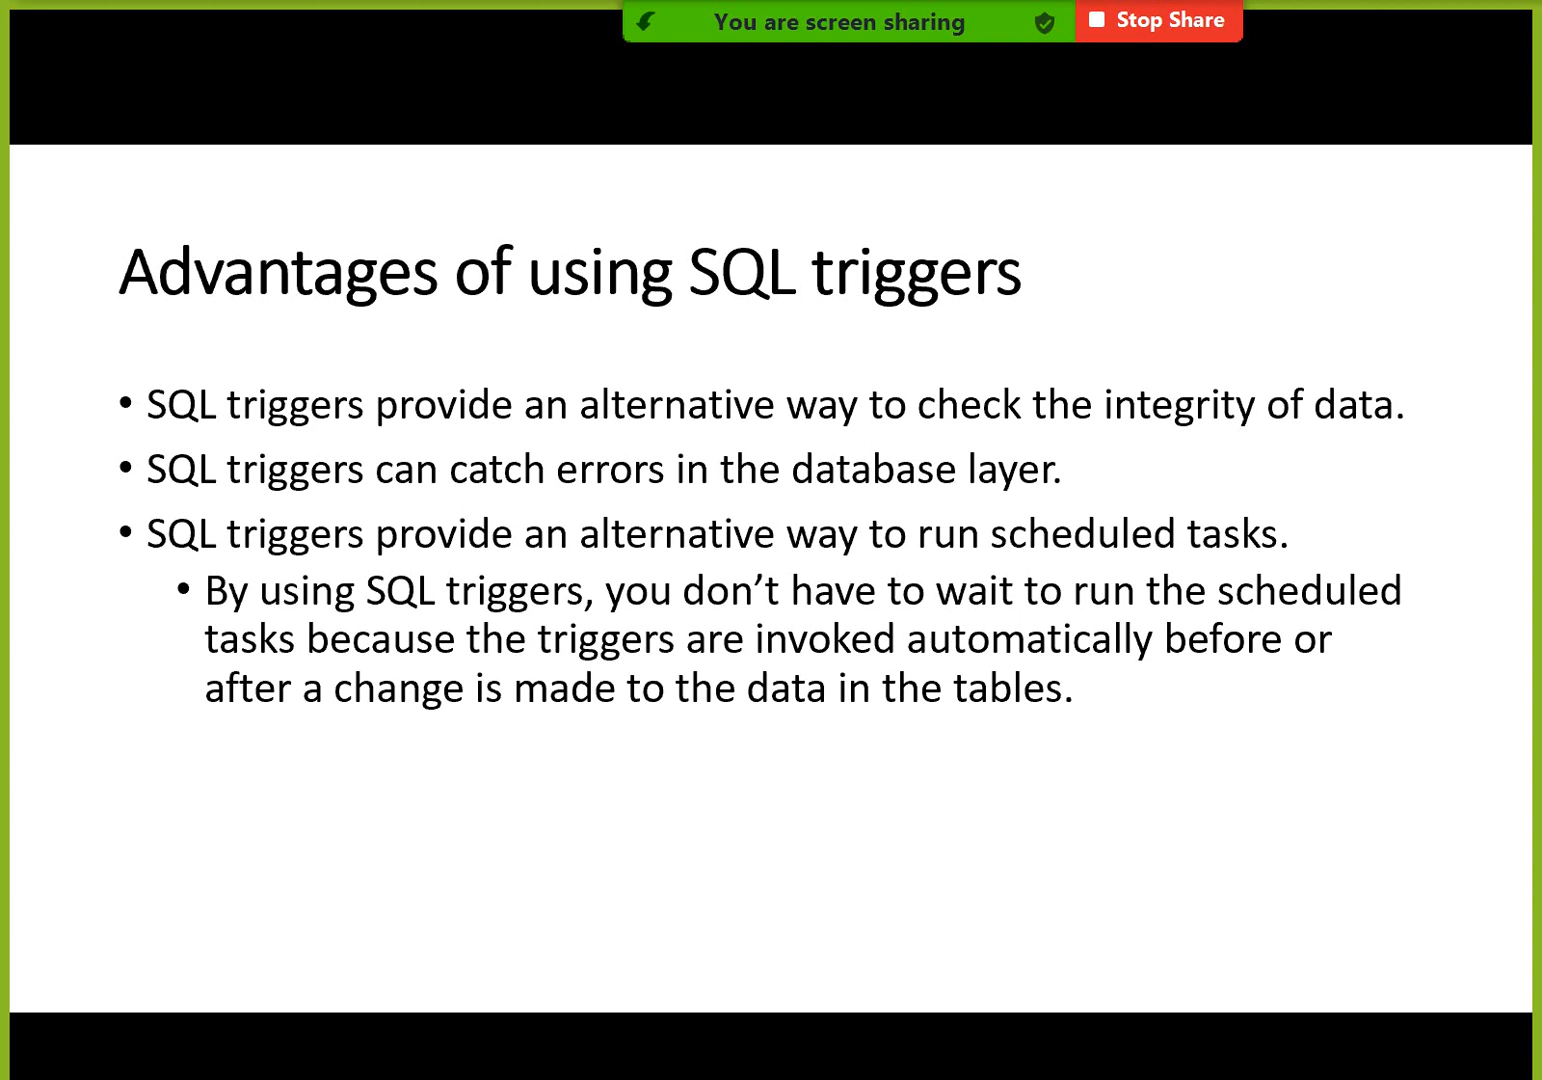 You are screen sharing
Stop Share
Advantages of using SQL triggers
• SQL triggers provide an alternative way to check the integrity of data.
• SQL triggers can catch errors in the database layer.
• SQL triggers provide an alternative way to run scheduled tasks.
• By using SQL triggers, you don’t have to wait to run the scheduled
tasks because the triggers are invoked automatically before or
after a change is made to the data in the tables.